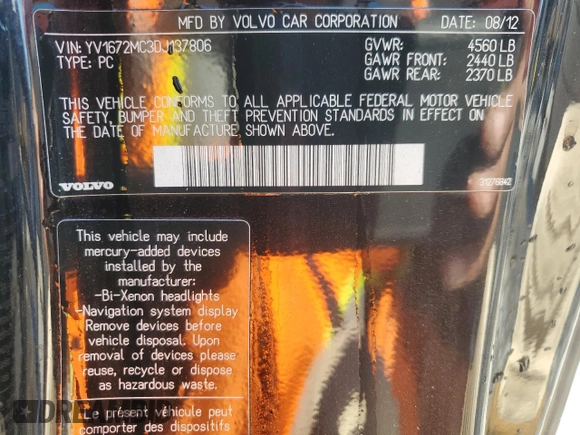 MFD BY VOLVO CAR CORPORATION DATE: 08/12
VIN: YV1672MC3DJ137806 GVWR: 4560 LB
TYPE: PC GAWR FRONT: 2440 LB
GAWR REAR: 2370 LB
THIS VEHICLE CONFORMS TO ALL APPLICABLE FEDERAL MOTOR VEHICLE
SAFETY, BUMPER AND THEFT PREVENTION STANDARDS IN EFFECT ON
THE DATE OF MANUFACTURE SHOWN ABOVE.
VOLVO
This vehicle may include
mercury-added devices
installed by the
manufacturer:
-Bi-Xenon headlights
-Navigation system display
Remove devices before
vehicle disposal. Upon
removal of devices please
reuse, recycle or dispose
as hazardous waste.
Le présent véhicule peut
comporter des dispositifs